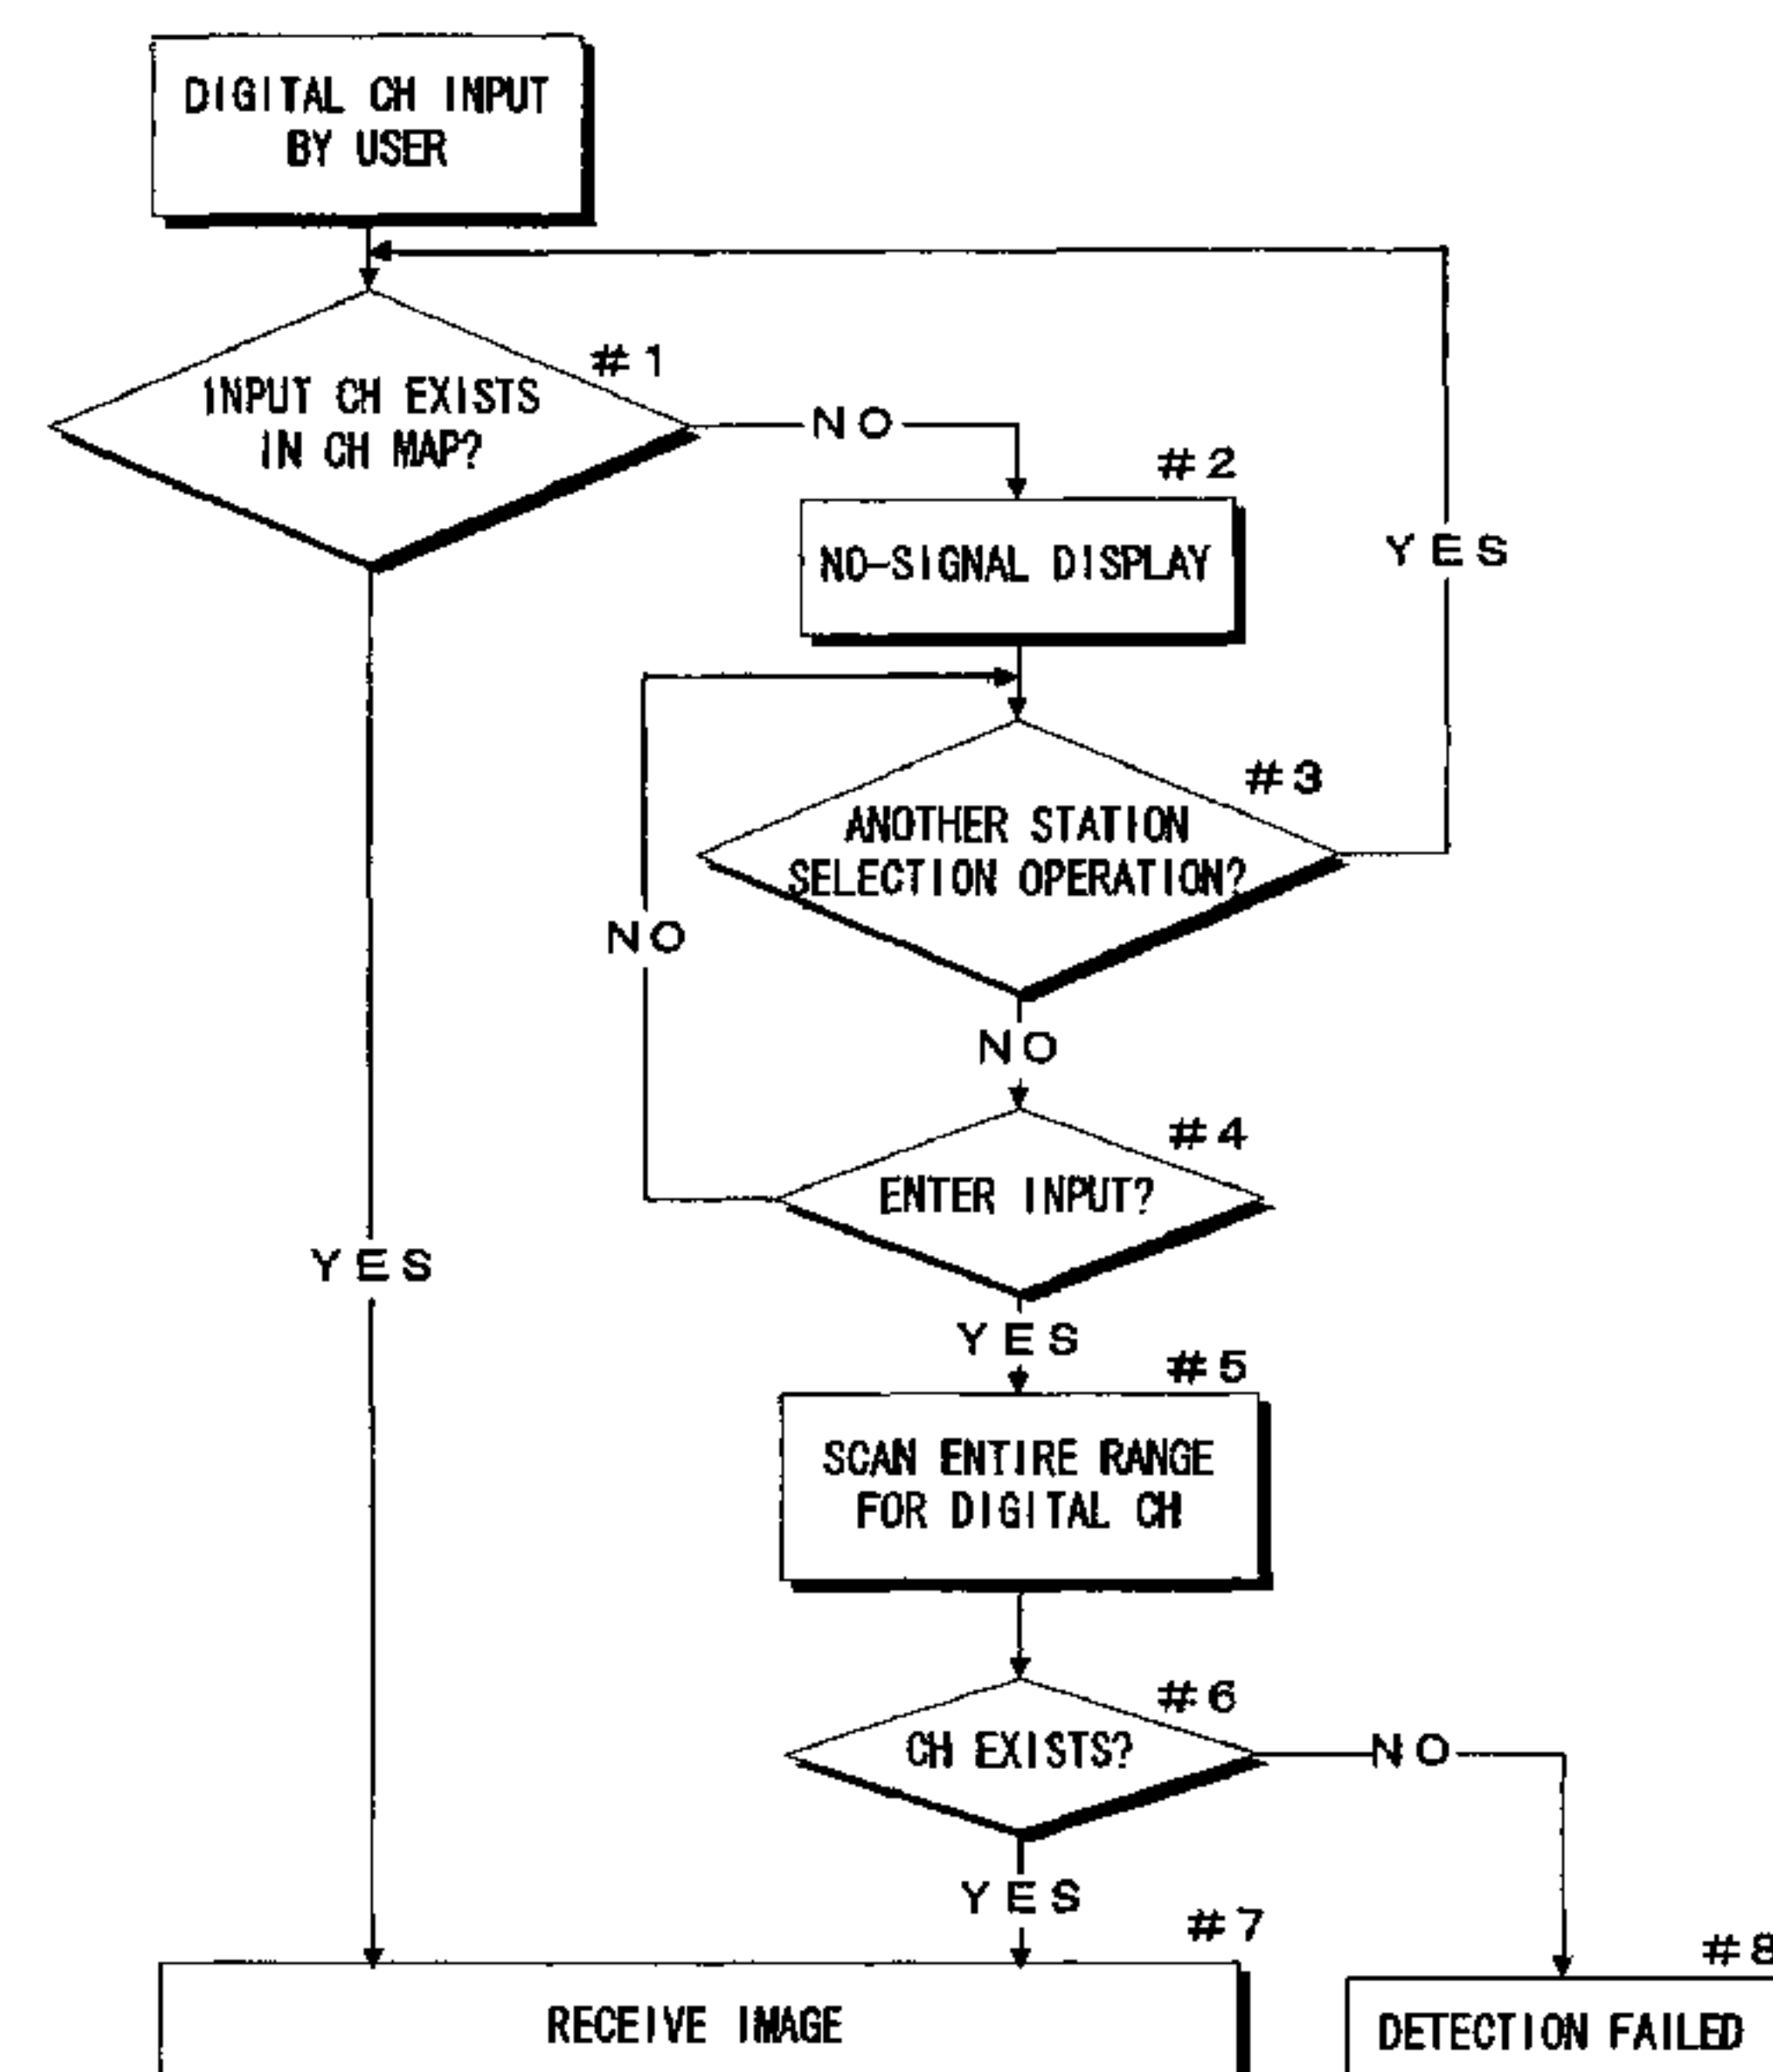 DIGITAL CH INPUT
BY USER
#1
INPUT CH EXISTS
IN CH MAP?
NO
#2
NO-SIGNAL DISPLAY
YES
#3
ANOTHER STATION
SELECTION OPERATION?
NO
NO
#4
ENTER INPUT?
YES
YES
#5
SCAN ENTIRE RANGE
FOR DIGITAL CH
#6
CH EXISTS?
NO
YES
#7
#8
RECEIVE IMAGE
DETECTION FAILED